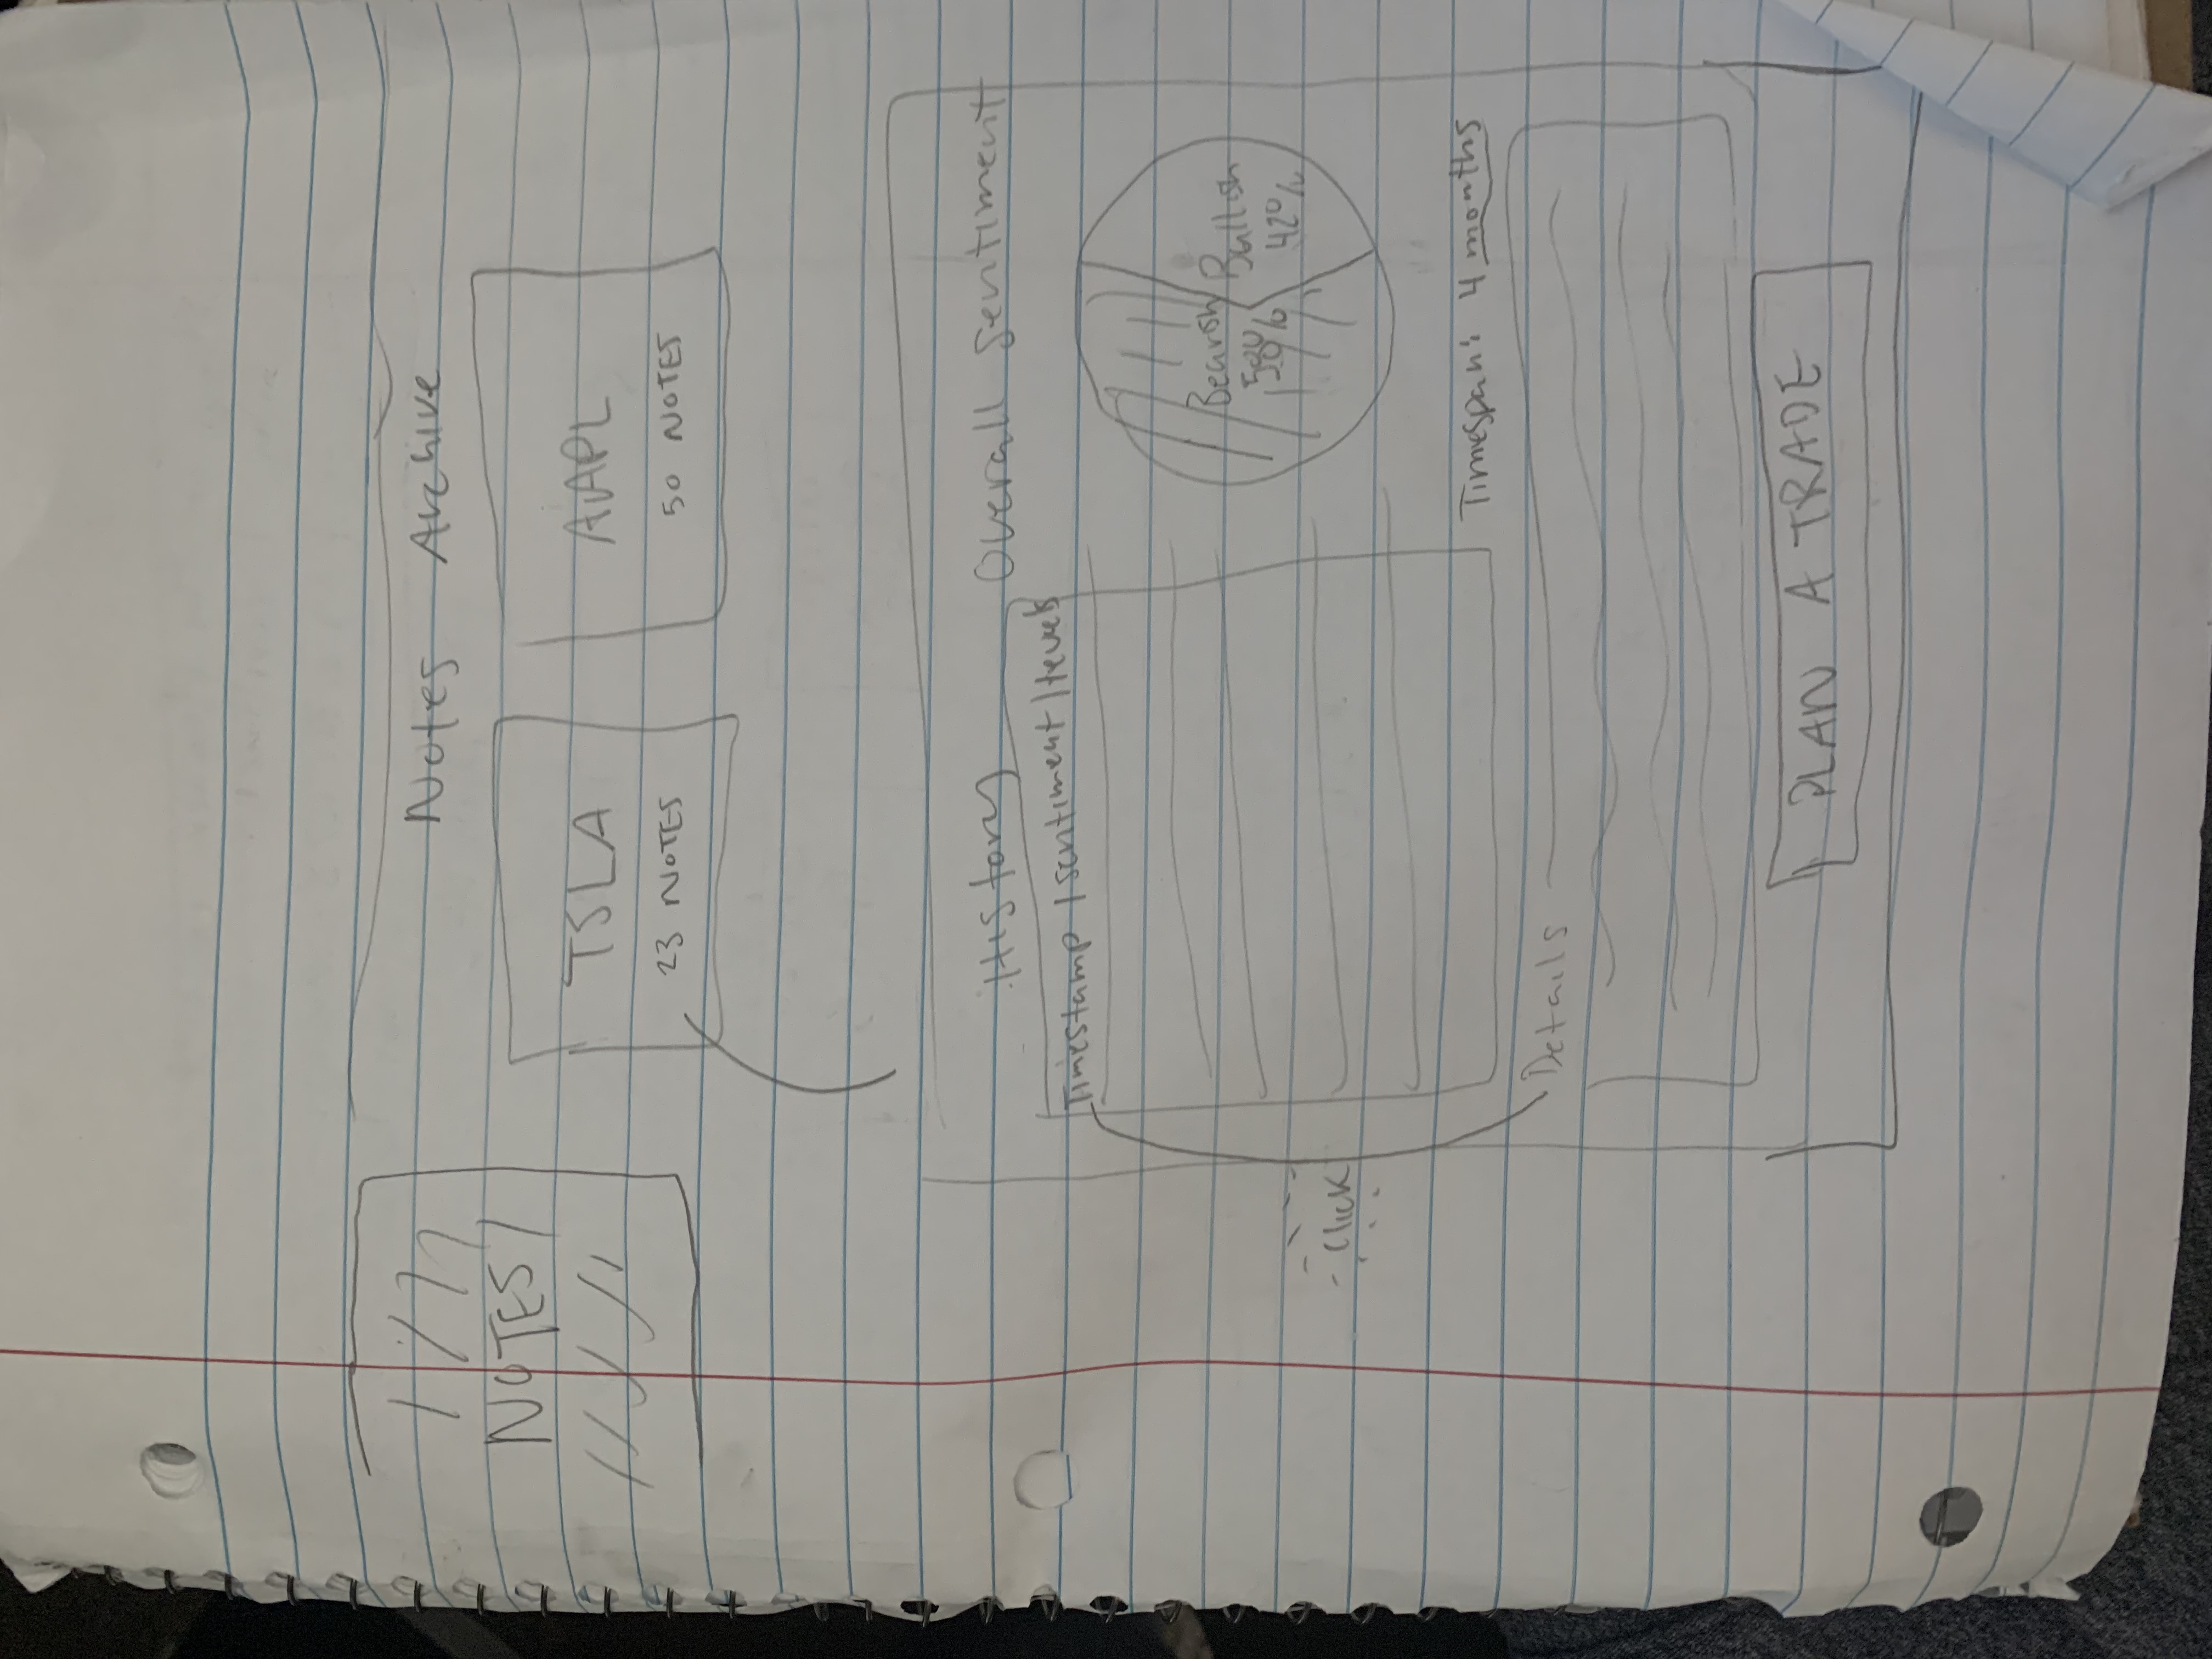 Notes Archive
NOTES
TSLA
23 NOTES
AAPL
50 NOTES
History
Overall Sentiment
Timestamp / sentiment / levels
Bearish
58%
Bullish
42%
Click
Timespan: 4 months
Details
PLAN A TRADE